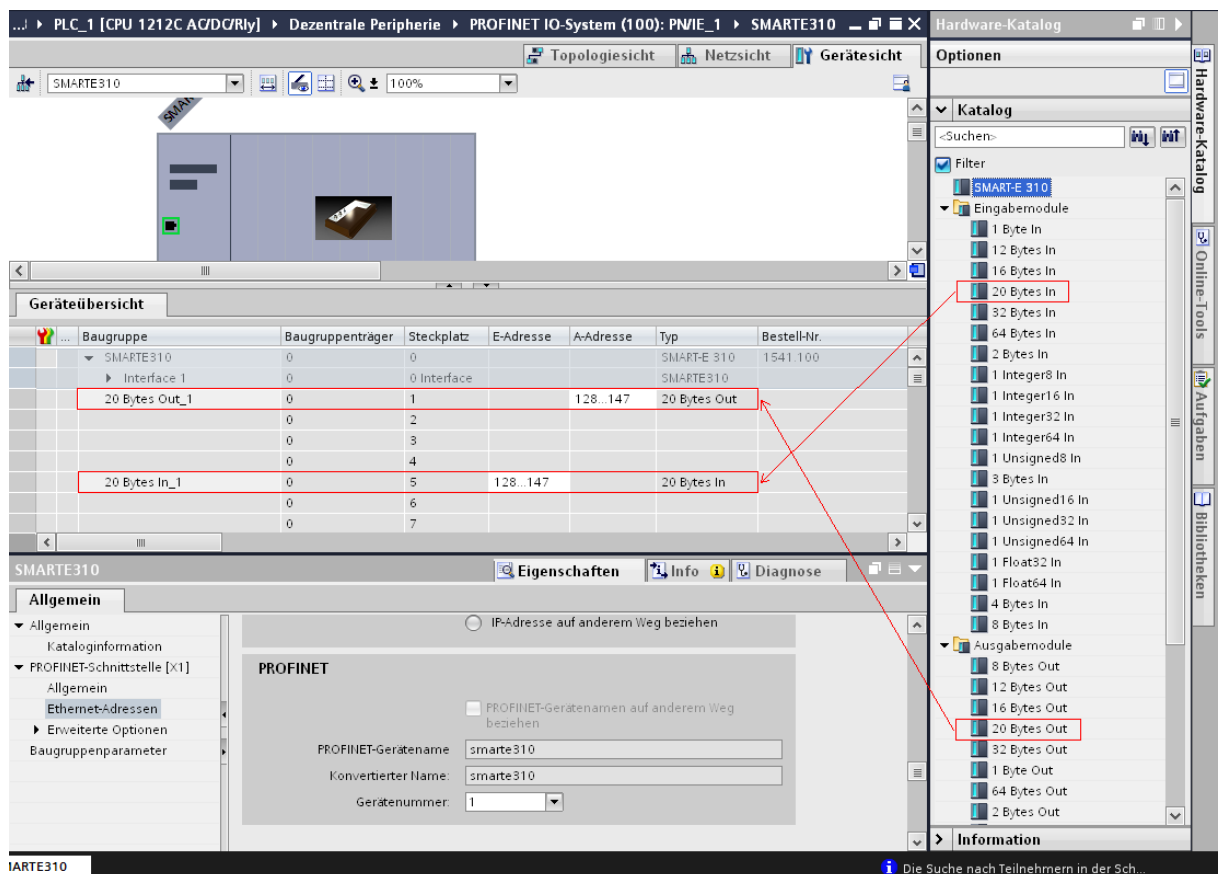 ...) ▸ PLC_1 [CPU 1212C AC/DC/Rly] ▸ Dezentrale Peripherie ▸ PROFINET IO-System (100): PN/IE_1 ▸ SMARTE310
Topologiesicht Netzsicht Gerätesicht
SMARTE310 100%
Geräteübersicht
... Baugruppe Baugruppenträger Steckplatz E-Adresse A-Adresse Typ Bestell-Nr.
SMARTE310 0 0 SMART-E 310 1541.100
Interface 1 0 0 Interface SMARTE310
20 Bytes Out_1 0 1 128...147 20 Bytes Out
0 2
0 3
0 4
20 Bytes In_1 0 5 128...147 20 Bytes In
0 6
0 7
SMARTE310 Eigenschaften Info Diagnose
Allgemein
Allgemein
Kataloginformation
PROFINET-Schnittstelle [X1]
Allgemein
Ethernet-Adressen
Erweiterte Optionen
Baugruppenparameter
IP-Adresse auf anderem Weg beziehen
PROFINET
PROFINET-Gerätenamen auf anderem Weg
beziehen
PROFINET-Gerätename smarte310
Konvertierter Name: smarte310
Gerätenummer: 1
Hardware-Katalog
Optionen
Katalog
<Suchen>
Filter
SMART-E 310
Eingabemodule
1 Byte In
12 Bytes In
16 Bytes In
20 Bytes In
32 Bytes In
64 Bytes In
2 Bytes In
1 Integer8 In
1 Integer16 In
1 Integer32 In
1 Integer64 In
1 Unsigned8 In
3 Bytes In
1 Unsigned16 In
1 Unsigned32 In
1 Unsigned64 In
1 Float32 In
1 Float64 In
4 Bytes In
8 Bytes In
Ausgabemodule
8 Bytes Out
12 Bytes Out
16 Bytes Out
20 Bytes Out
32 Bytes Out
1 Byte Out
64 Bytes Out
2 Bytes Out
Information
Hardware-Katalog
Online-Tools
Aufgaben
Bibliotheken
MARTE310
Die Suche nach Teilnehmern in der Sch...